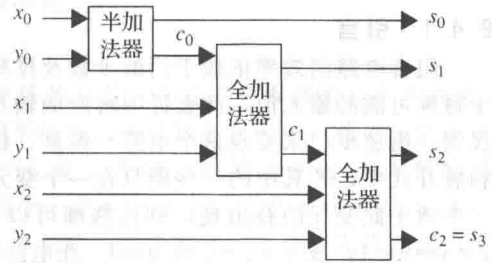 x₀ 半加法器 s₀
y₀ c₀ s₁
x₁ 全加法器
y₁ c₁
x₂ 全加法器 s₂
y₂ c₂ = s₃